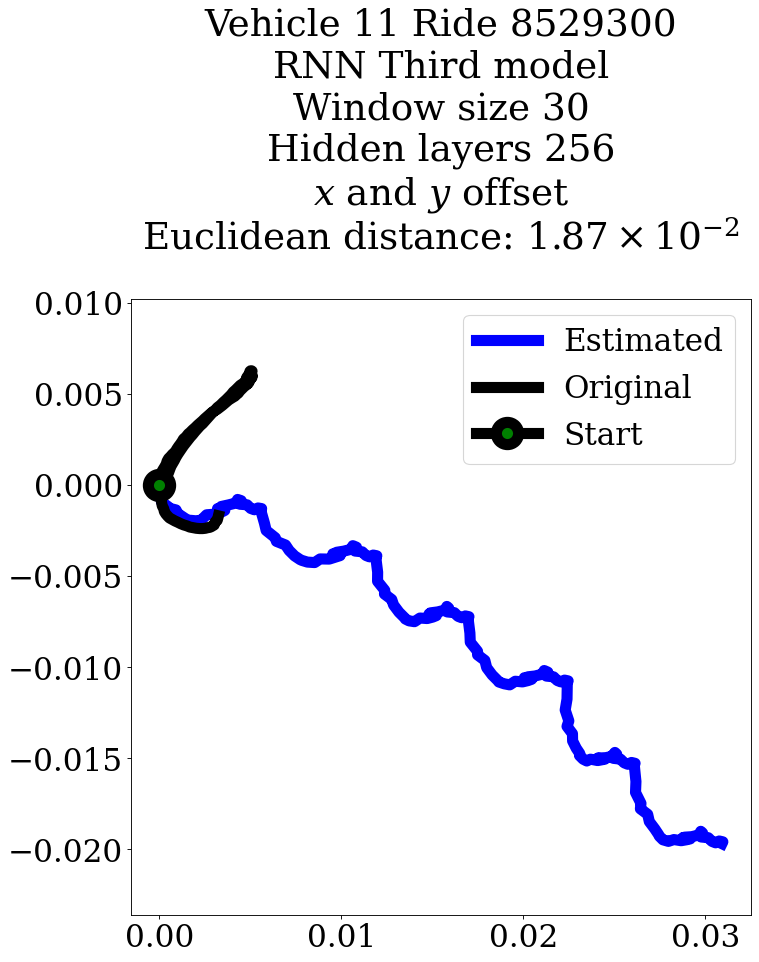 Vehicle 11 Ride 8529300
RNN Third model
Window size 30
Hidden layers 256
x and y offset
Euclidean distance: 1.87 × 10⁻²
0.010
0.005
0.000
−0.005
−0.010
−0.015
−0.020
Estimated
Original
Start
0.00 0.01 0.02 0.03